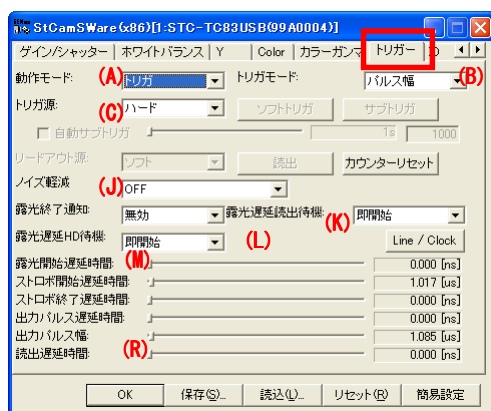 StCamSWare(x86)[1:STC-TC83USB(99A0004)]
ゲイン/シャッター ホワイトバランス Y Color カラーガンマ トリガー
動作モード: (A) トリガ トリガモード: パルス幅 (B)
トリガ源: (C) ハード ソフトトリガ サブトリガ
自動サブトリガ 1s 1000
リードアウト源: ソフト 読出 カウンターリセット
ノイズ軽減 (J) OFF
露光終了通知: 無効 露光遅延読出待機: (K) 即開始
露光遅延HD待機: 即開始 (L) Line / Clock
露光開始遅延時間: (M) 0.000 [ns]
ストロボ開始遅延時間: 1.017 [us]
ストロボ終了遅延時間: 0.000 [ns]
出力パルス遅延時間: 0.000 [ns]
出力パルス幅: 1.085 [us]
読出遅延時間: (R) 0.000 [ns]
OK 保存(S)... 読込(L)... リセット(R) 簡易設定